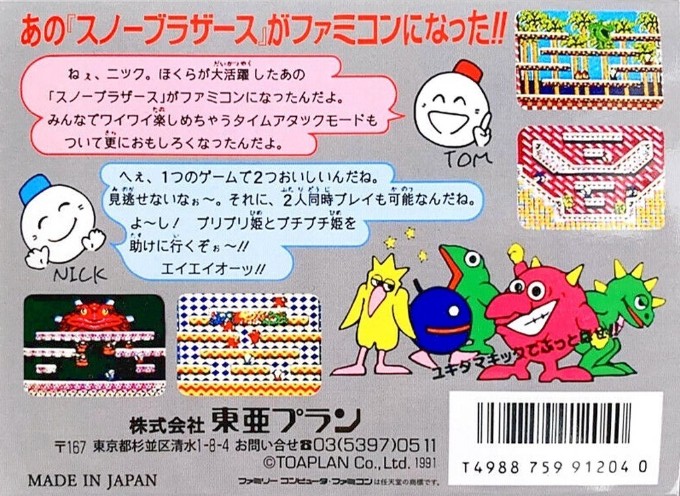 あの『スノーブラザース』がファミコンになった!!
ねぇ、ニック。ぼくらが大活躍したあの
「スノーブラザース」がファミコンになったんだよ。
みんなでワイワイ楽しめちゃうタイムアタックモードも
ついて更におもしろくなったんだよ。
TOM
へぇ、1つのゲームで2つおいしいんだね。
見逃せないなぉ〜。それに、2人同時プレイも可能なんだね。
よ〜し! プリプリ姫とプチプチ姫を
助けに行くぞぉ〜!!
エイエイオーッ!!
NICK
ユキダマキックでぶっとばせ!!
株式会社 東亜プラン
〒167 東京都杉並区清水1-8-4 お問い合せ☎03(5397)0511
©TOAPLAN Co., Ltd. 1991
MADE IN JAPAN
ファミリーコンピュータ・ファミコンは任天堂の商標です。
T4988 759 91204 0